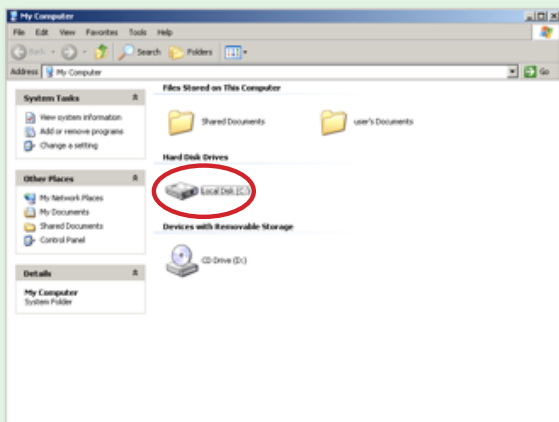 My Computer
File Edit View Favorites Tools Help
Back Search Folders
Address My Computer Go
System Tasks
View system information
Add or remove programs
Change a setting
Other Places
My Network Places
My Documents
Shared Documents
Control Panel
Details
My Computer
System Folder
Files Stored on This Computer
Shared Documents user's Documents
Hard Disk Drives
Local Disk (C:)
Devices with Removable Storage
CD Drive (D:)